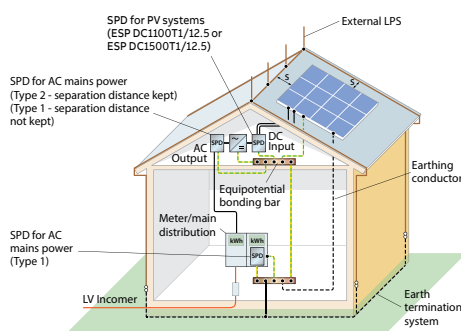 SPD for PV systems
(ESP DC1100T1/12.5 or
ESP DC1500T1/12.5)
External LPS
SPD for AC mains power
(Type 2 - separation distance kept)
(Type 1 - separation distance
not kept)
S
S
SPD
SPD
AC
Output
DC
Input
Equipotential
bonding bar
Earthing
conductor
Meter/main
distribution
kWh
kWh
SPD
SPD for AC
mains power
(Type 1)
LV Incomer
Earth
termination
system